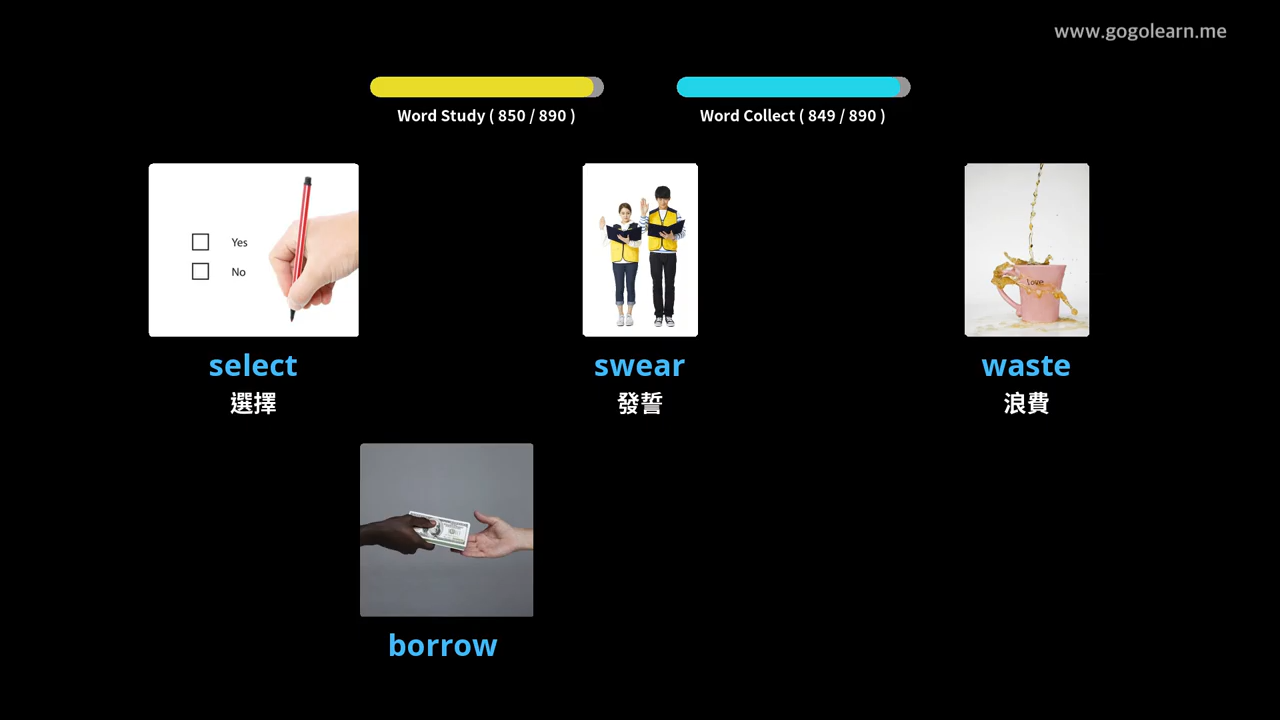 www.gogolearn.me
Word Study ( 850 / 890 )
Word Collect ( 849 / 890 )
Yes
No
love
select
swear
waste
選擇
發誓
浪費
borrow